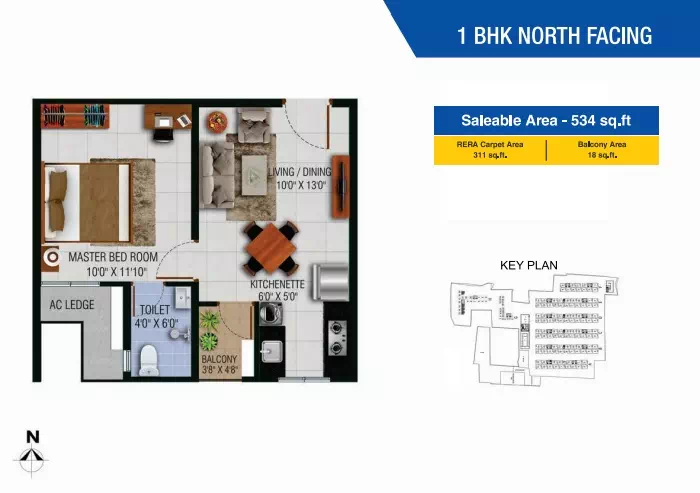 1 BHK NORTH FACING
Saleable Area - 534 sq.ft
RERA Carpet Area
311 sq.ft.
Balcony Area
18 sq.ft.
LIVING / DINING
10'0" X 13'0"
MASTER BED ROOM
10'0" X 11'10"
KITCHENETTE
6'0" X 5'0"
AC LEDGE
TOILET
4'0" X 6'0"
BALCONY
3'8" X 4'8"
KEY PLAN
N